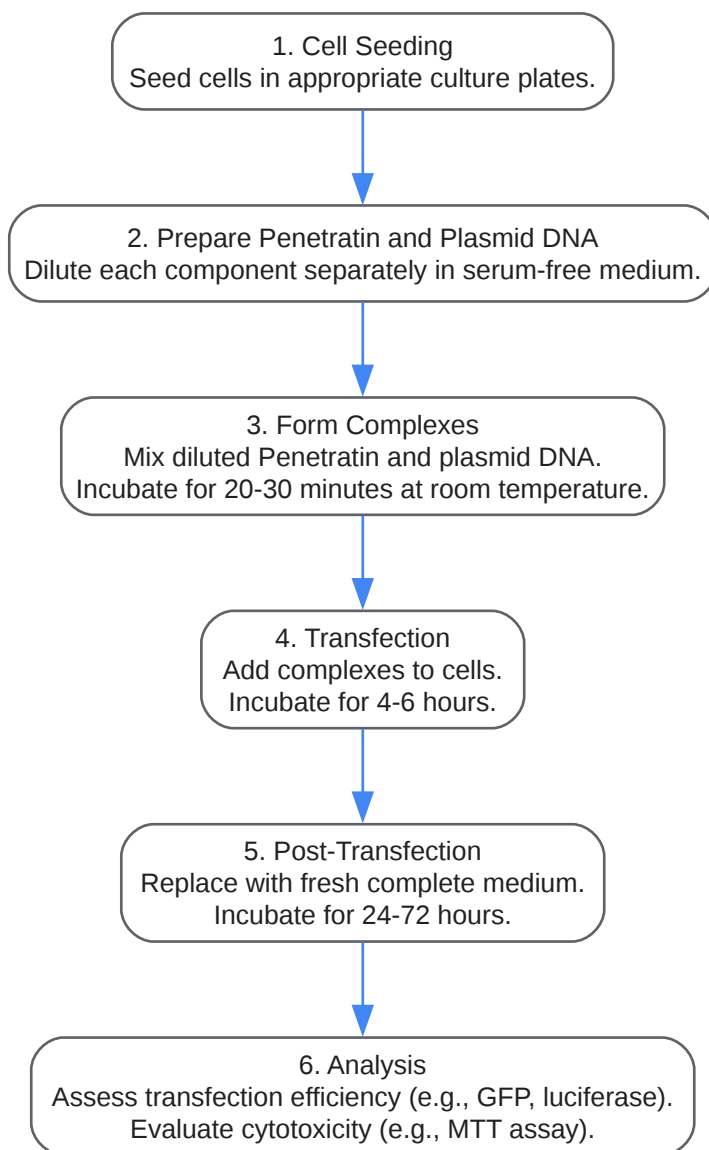 1. Cell Seeding
Seed cells in appropriate culture plates.
2. Prepare Penetratin and Plasmid DNA
Dilute each component separately in serum-free medium.
3. Form Complexes
Mix diluted Penetratin and plasmid DNA.
Incubate for 20-30 minutes at room temperature.
4. Transfection
Add complexes to cells.
Incubate for 4-6 hours.
5. Post-Transfection
Replace with fresh complete medium.
Incubate for 24-72 hours.
6. Analysis
Assess transfection efficiency (e.g., GFP, luciferase).
Evaluate cytotoxicity (e.g., MTT assay).